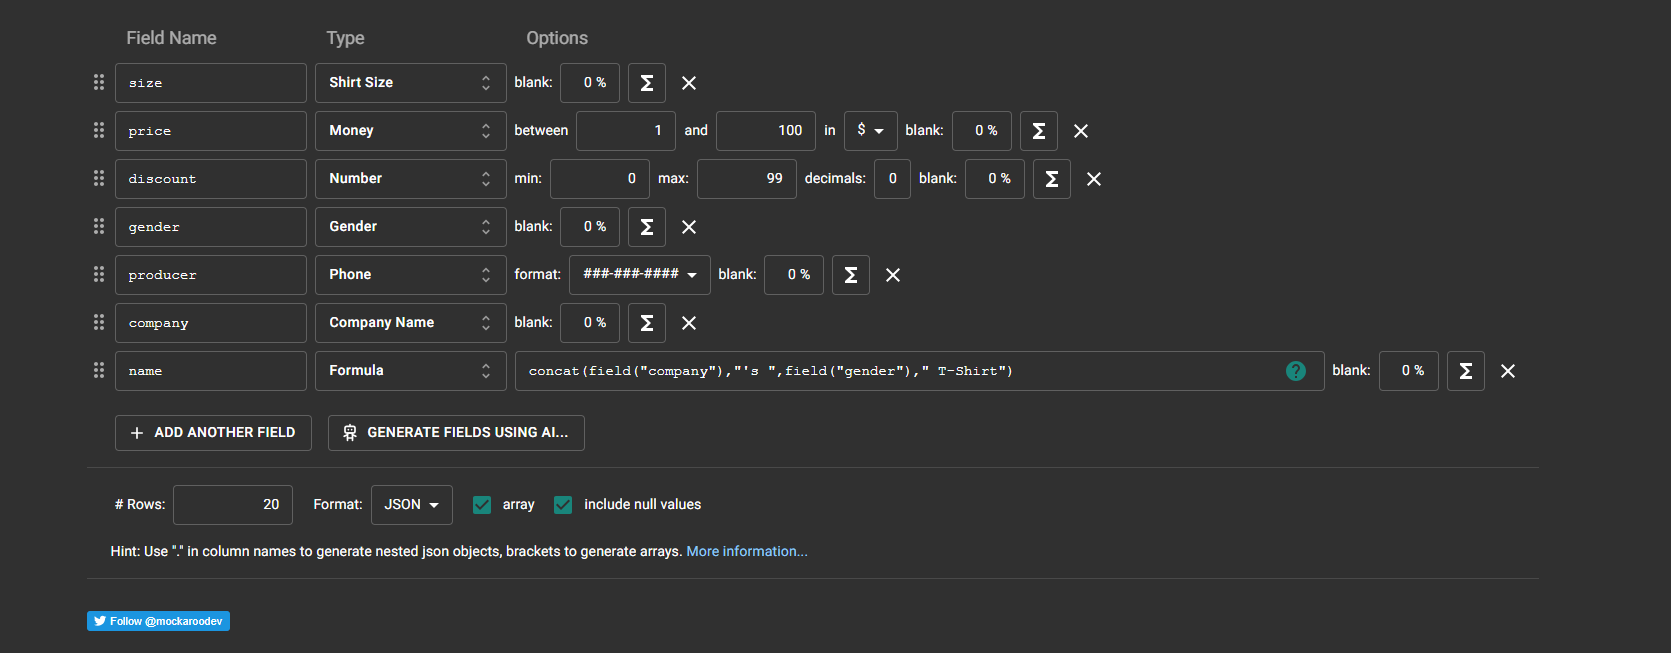 Field Name Type Options
size Shirt Size blank: 0 % Σ
price Money between 1 and 100 in $ blank: 0 % Σ
discount Number min: 0 max: 99 decimals: 0 blank: 0 % Σ
gender Gender blank: 0 % Σ
producer Phone format: ###-###-#### blank: 0 % Σ
company Company Name blank: 0 % Σ
name Formula concat(field("company"),"'s ",field("gender")," T-Shirt") ? blank: 0 % Σ
+ ADD ANOTHER FIELD GENERATE FIELDS USING AI...
# Rows: 20 Format: JSON array include null values
Hint: Use "." in column names to generate nested json objects, brackets to generate arrays. More information...
Follow @mockaroodev